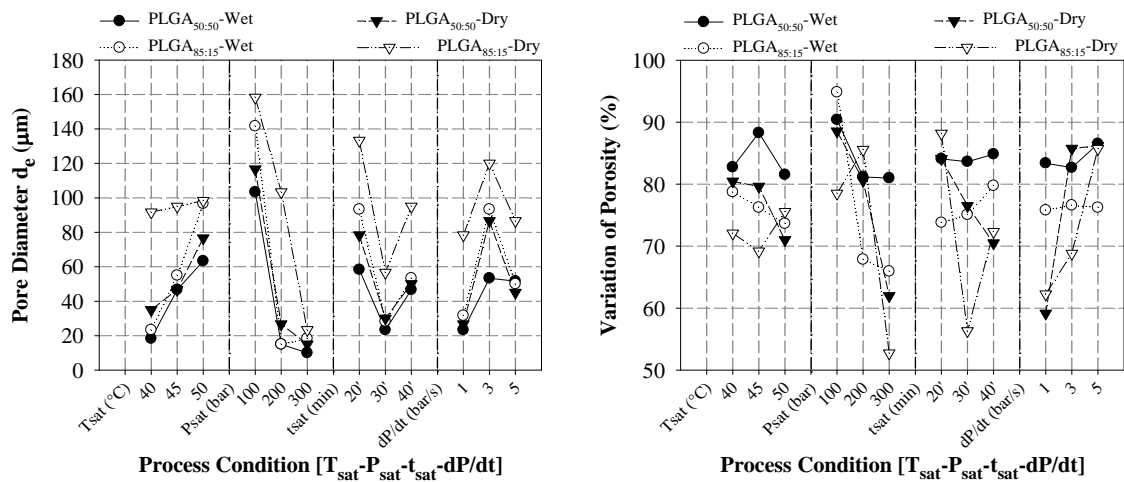 PLGA50:50-Wet PLGA50:50-Dry
PLGA85:15-Wet PLGA85:15-Dry
180
160
140
120
100
80
60
40
20
0
Pore Diameter de (µm)
Tsat (°C) 40 45 50 Psat (bar) 100 200 300 tsat (min) 20' 30' 40' dP/dt (bar/s) 1 3 5
Process Condition [Tsat-Psat-tsat-dP/dt]
PLGA50:50-Wet PLGA50:50-Dry
PLGA85:15-Wet PLGA85:15-Dry
100
90
80
70
60
50
Variation of Porosity (%)
Tsat (°C) 40 45 50 Psat (bar) 100 200 300 tsat (min) 20' 30' 40' dP/dt (bar/s) 1 3 5
Process Condition [Tsat-Psat-tsat-dP/dt]